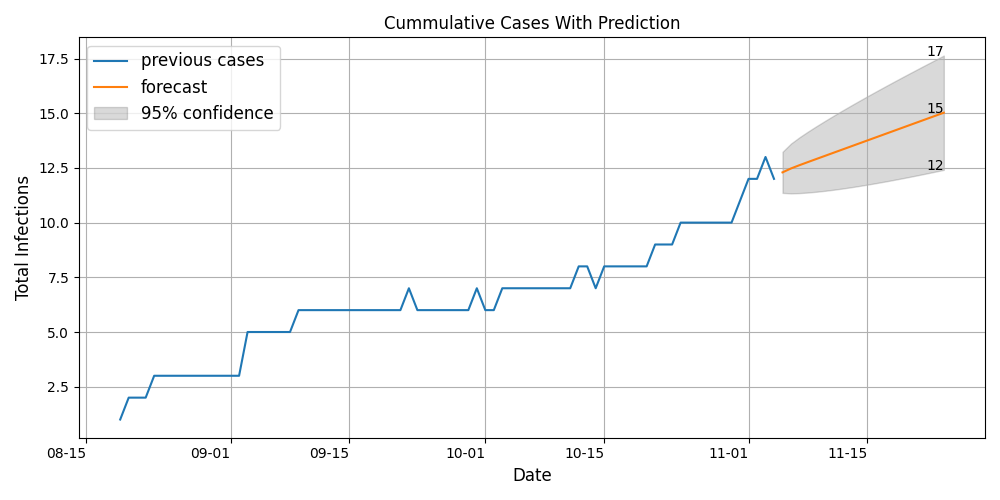 Cummulative Cases With Prediction
previous cases
forecast
95% confidence
17
15
12
17.5
15.0
12.5
10.0
7.5
5.0
2.5
Total Infections
08-15
09-01
09-15
10-01
10-15
11-01
11-15
Date